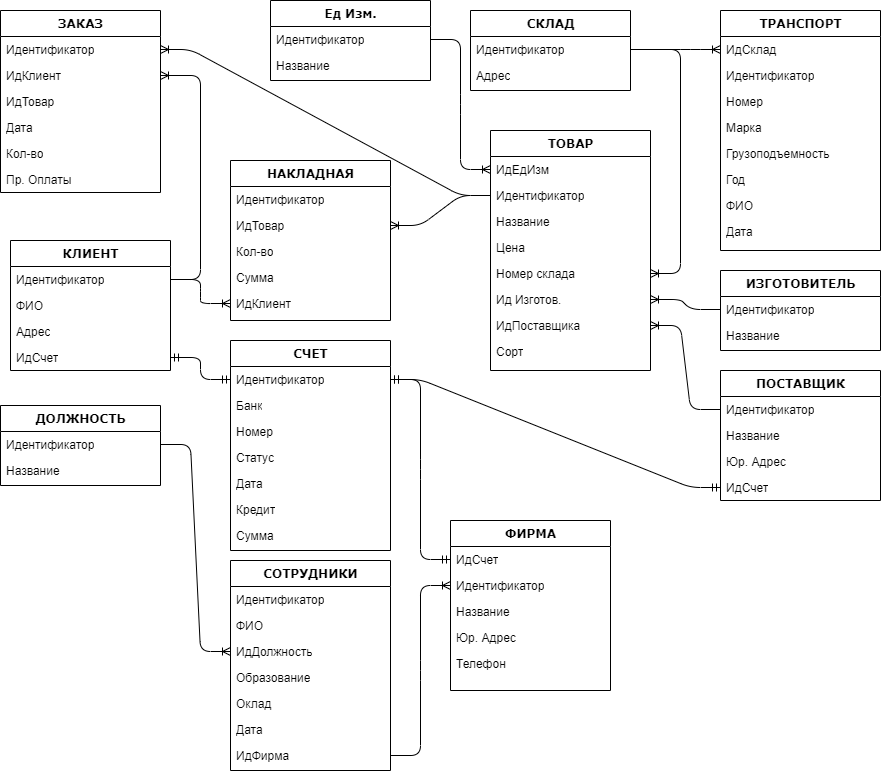 ЗАКАЗ
Идентификатор
ИдКлиент
ИдТовар
Дата
Кол-во
Пр. Оплаты
Ед Изм.
Идентификатор
Название
СКЛАД
Идентификатор
Адрес
ТРАНСПОРТ
ИдСклад
Идентификатор
Номер
Марка
Грузоподъемность
Год
ФИО
Дата
НАКЛАДНАЯ
Идентификатор
ИдТовар
Кол-во
Сумма
ИдКлиент
ТОВАР
ИдЕдИзм
Идентификатор
Название
Цена
Номер склада
Ид Изготов.
ИдПоставщика
Сорт
КЛИЕНТ
Идентификатор
ФИО
Адрес
ИдСчет
ИЗГОТОВИТЕЛЬ
Идентификатор
Название
СЧЕТ
Идентификатор
Банк
Номер
Статус
Дата
Кредит
Сумма
ПОСТАВЩИК
Идентификатор
Название
Юр. Адрес
ИдСчет
ДОЛЖНОСТЬ
Идентификатор
Название
ФИРМА
ИдСчет
Идентификатор
Название
Юр. Адрес
Телефон
СОТРУДНИКИ
Идентификатор
ФИО
ИдДолжность
Образование
Оклад
Дата
ИдФирма